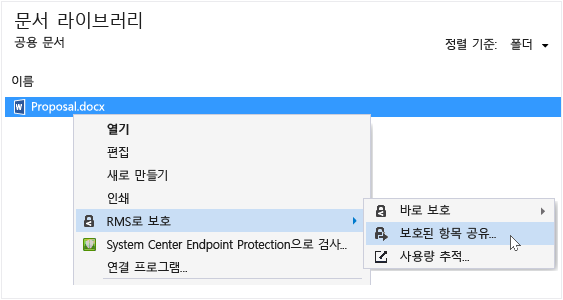 문서 라이브러리
공용 문서
정렬 기준: 폴더
이름
Proposal.docx
열기
편집
새로 만들기
인쇄
RMS로 보호
바로 보호
보호된 항목 공유...
System Center Endpoint Protection으로 검사...
사용량 추적...
연결 프로그램...